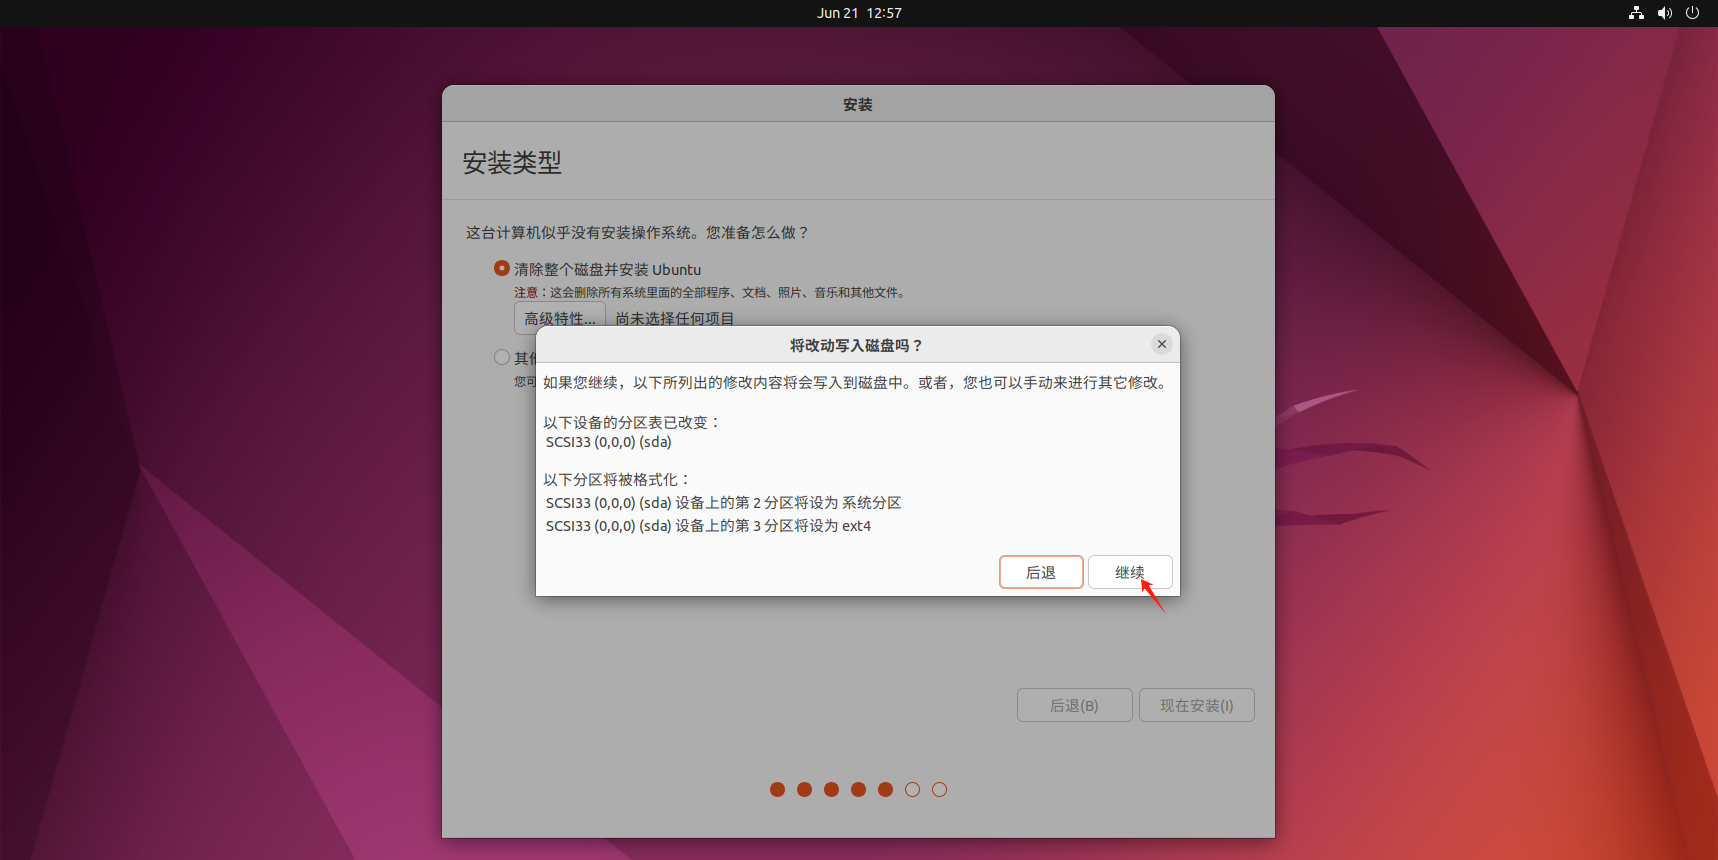 Jun 21 12:57
安装
安装类型
这台计算机似乎没有安装操作系统。您准备怎么做？
清除整个磁盘并安装 Ubuntu
注意：这会删除所有系统里面的全部程序、文档、照片、音乐和其他文件。
高级特性... 尚未选择任何项目
其他
您可
将改动写入磁盘吗？
如果您继续，以下所列出的修改内容将会写入到磁盘中。或者，您也可以手动来进行其它修改。
以下设备的分区表已改变：
SCSI33 (0,0,0) (sda)
以下分区将被格式化：
SCSI33 (0,0,0) (sda) 设备上的第 2 分区将设为 系统分区
SCSI33 (0,0,0) (sda) 设备上的第 3 分区将设为 ext4
后退 继续
后退(B) 现在安装(I)